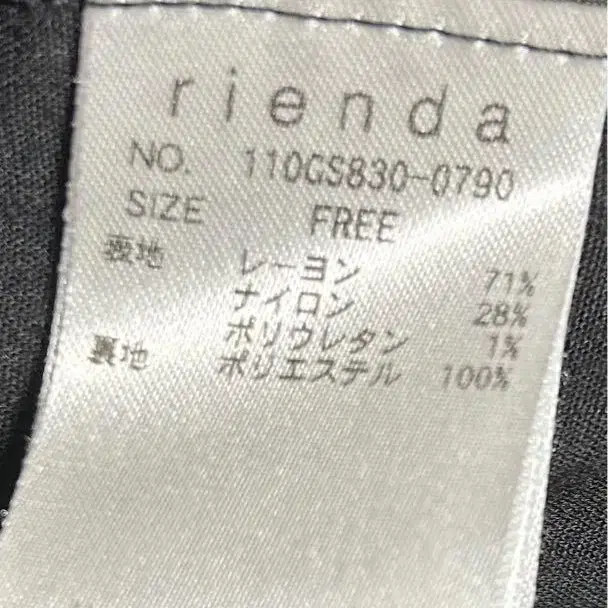 rienda
NO. 110GS830-0790
SIZE FREE
表地 レーヨン 71%
ナイロン 28%
ポリウレタン 1%
裏地 ポリエステル 100%